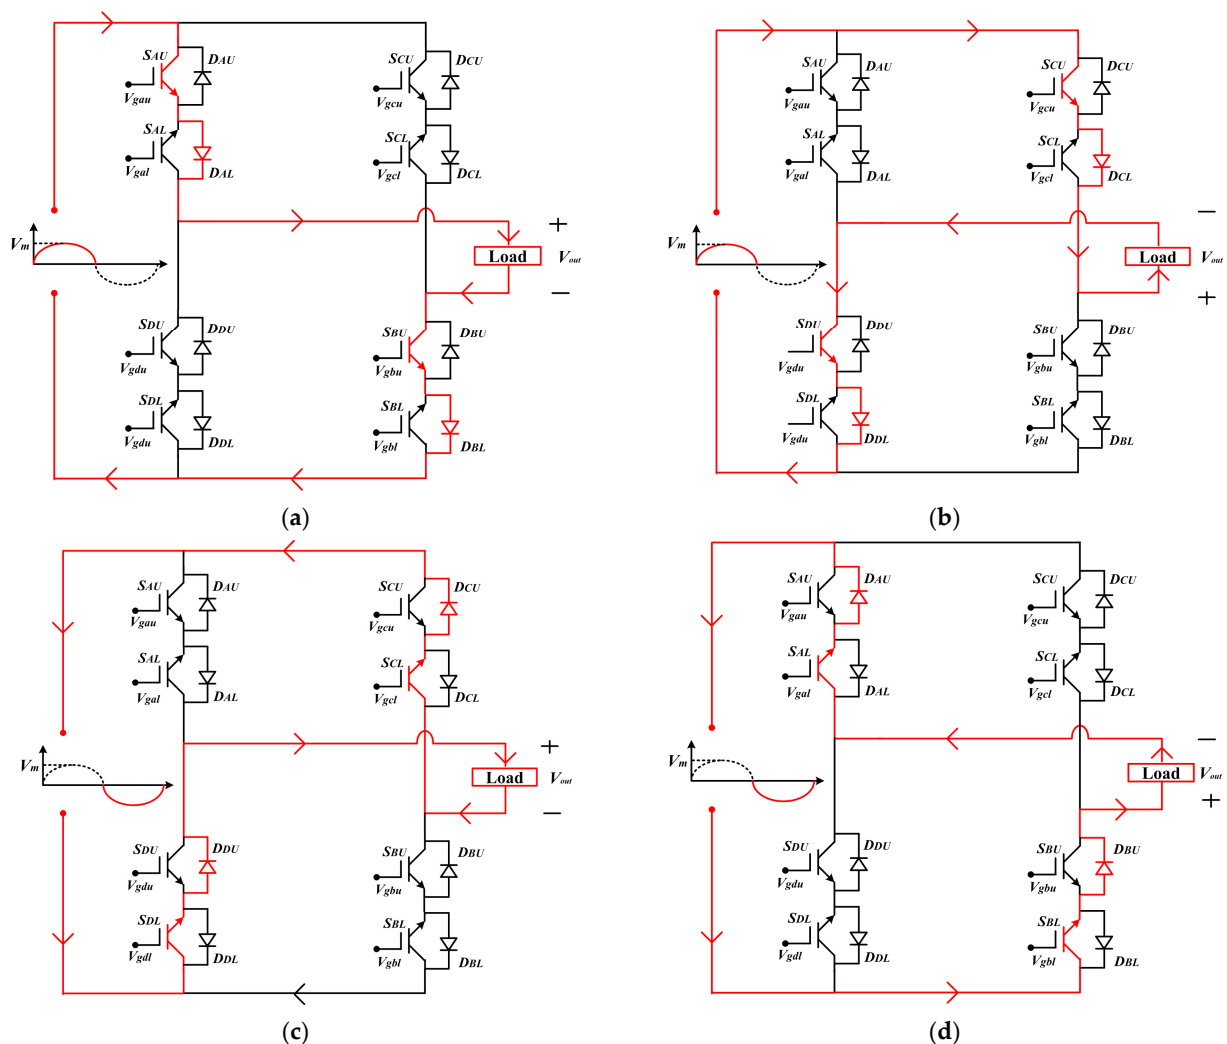 SAU DAU SCU DCU
Vgau Vgcu
SAL DAL SCL DCL
Vgal Vgcl
+
Vm Load Vout
−
SDU DDU SBU DBU
Vgdu Vgbu
SDL DDL SBL DBL
Vgdu Vgbl
(a)
SAU DAU SCU DCU
Vgau Vgcu
SAL DAL SCL DCL
Vgal Vgcl
−
Vm Load Vout
+
SDU DDU SBU DBU
Vgdu Vgbu
SDL DDL SBL DBL
Vgdu Vgbl
(b)
SAU DAU SCU DCU
Vgau Vgcu
SAL DAL SCL DCL
Vgal Vgcl
+
Vm Load Vout
−
SDU DDU SBU DBU
Vgdu Vgbu
SDL DDL SBL DBL
Vgdl Vgbl
(c)
SAU DAU SCU DCU
Vgau Vgcu
SAL DAL SCL DCL
Vgal Vgcl
−
Vm Load Vout
+
SDU DDU SBU DBU
Vgdu Vgbu
SDL DDL SBL DBL
Vgdl Vgbl
(d)